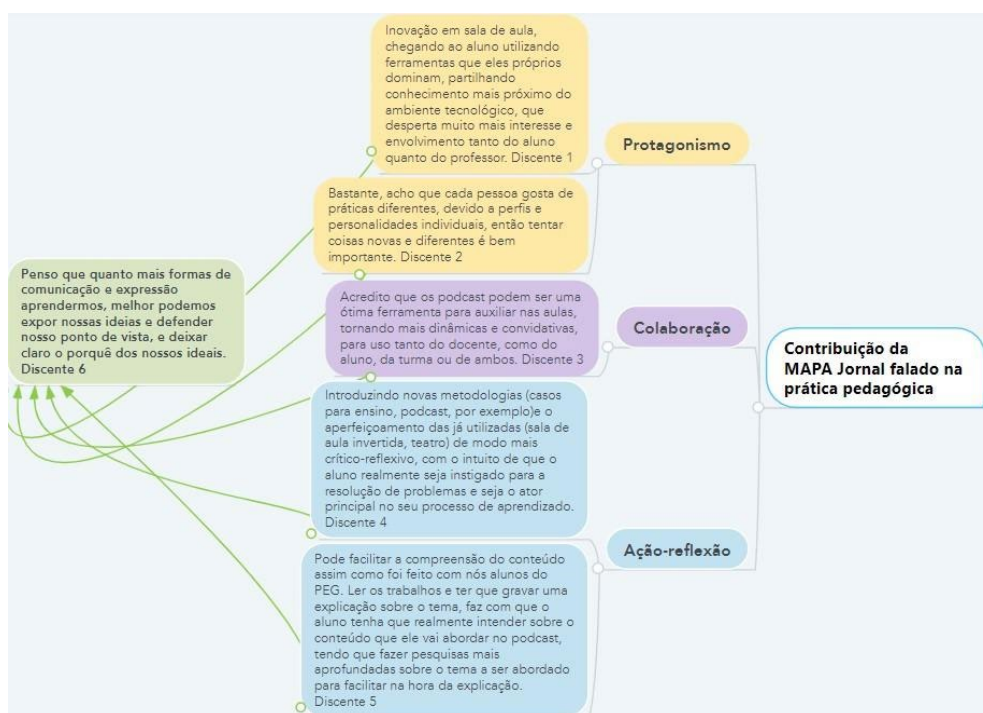 Inovação em sala de aula,
chegando ao aluno utilizando
ferramentas que eles próprios
dominam, partilhando
conhecimento mais próximo do
ambiente tecnológico, que
desperta muito mais interesse e
envolvimento tanto do aluno
quanto do professor. Discente 1
Protagonismo
Bastante, acho que cada pessoa gosta de
práticas diferentes, devido a perfis e
personalidades individuais, então tentar
coisas novas e diferentes é bem
importante. Discente 2
Penso que quanto mais formas de
comunicação e expressão
aprendermos, melhor podemos
expor nossas ideias e defender
nosso ponto de vista, e deixar
claro o porquê dos nossos ideais.
Discente 6
Acredito que os podcast podem ser uma
ótima ferramenta para auxiliar nas aulas,
tornando mais dinâmicas e convidativas,
para uso tanto do docente, como do
aluno, da turma ou de ambos. Discente 3
Colaboração
Contribuição da
MAPA Jornal falado na
prática pedagógica
Introduzindo novas metodologias (casos
para ensino, podcast, por exemplo)e o
aperfeiçoamento das já utilizadas (sala de
aula invertida, teatro) de modo mais
crítico-reflexivo, com o intuito de que o
aluno realmente seja instigado para a
resolução de problemas e seja o ator
principal no seu processo de aprendizado.
Discente 4
Ação-reflexão
Pode facilitar a compreensão do conteúdo
assim como foi feito com nós alunos do
PEG. Ler os trabalhos e ter que gravar uma
explicação sobre o tema, faz com que o
aluno tenha que realmente intender sobre o
conteúdo que ele vai abordar no podcast,
tendo que fazer pesquisas mais
aprofundadas sobre o tema a ser abordado
para facilitar na hora da explicação.
Discente 5